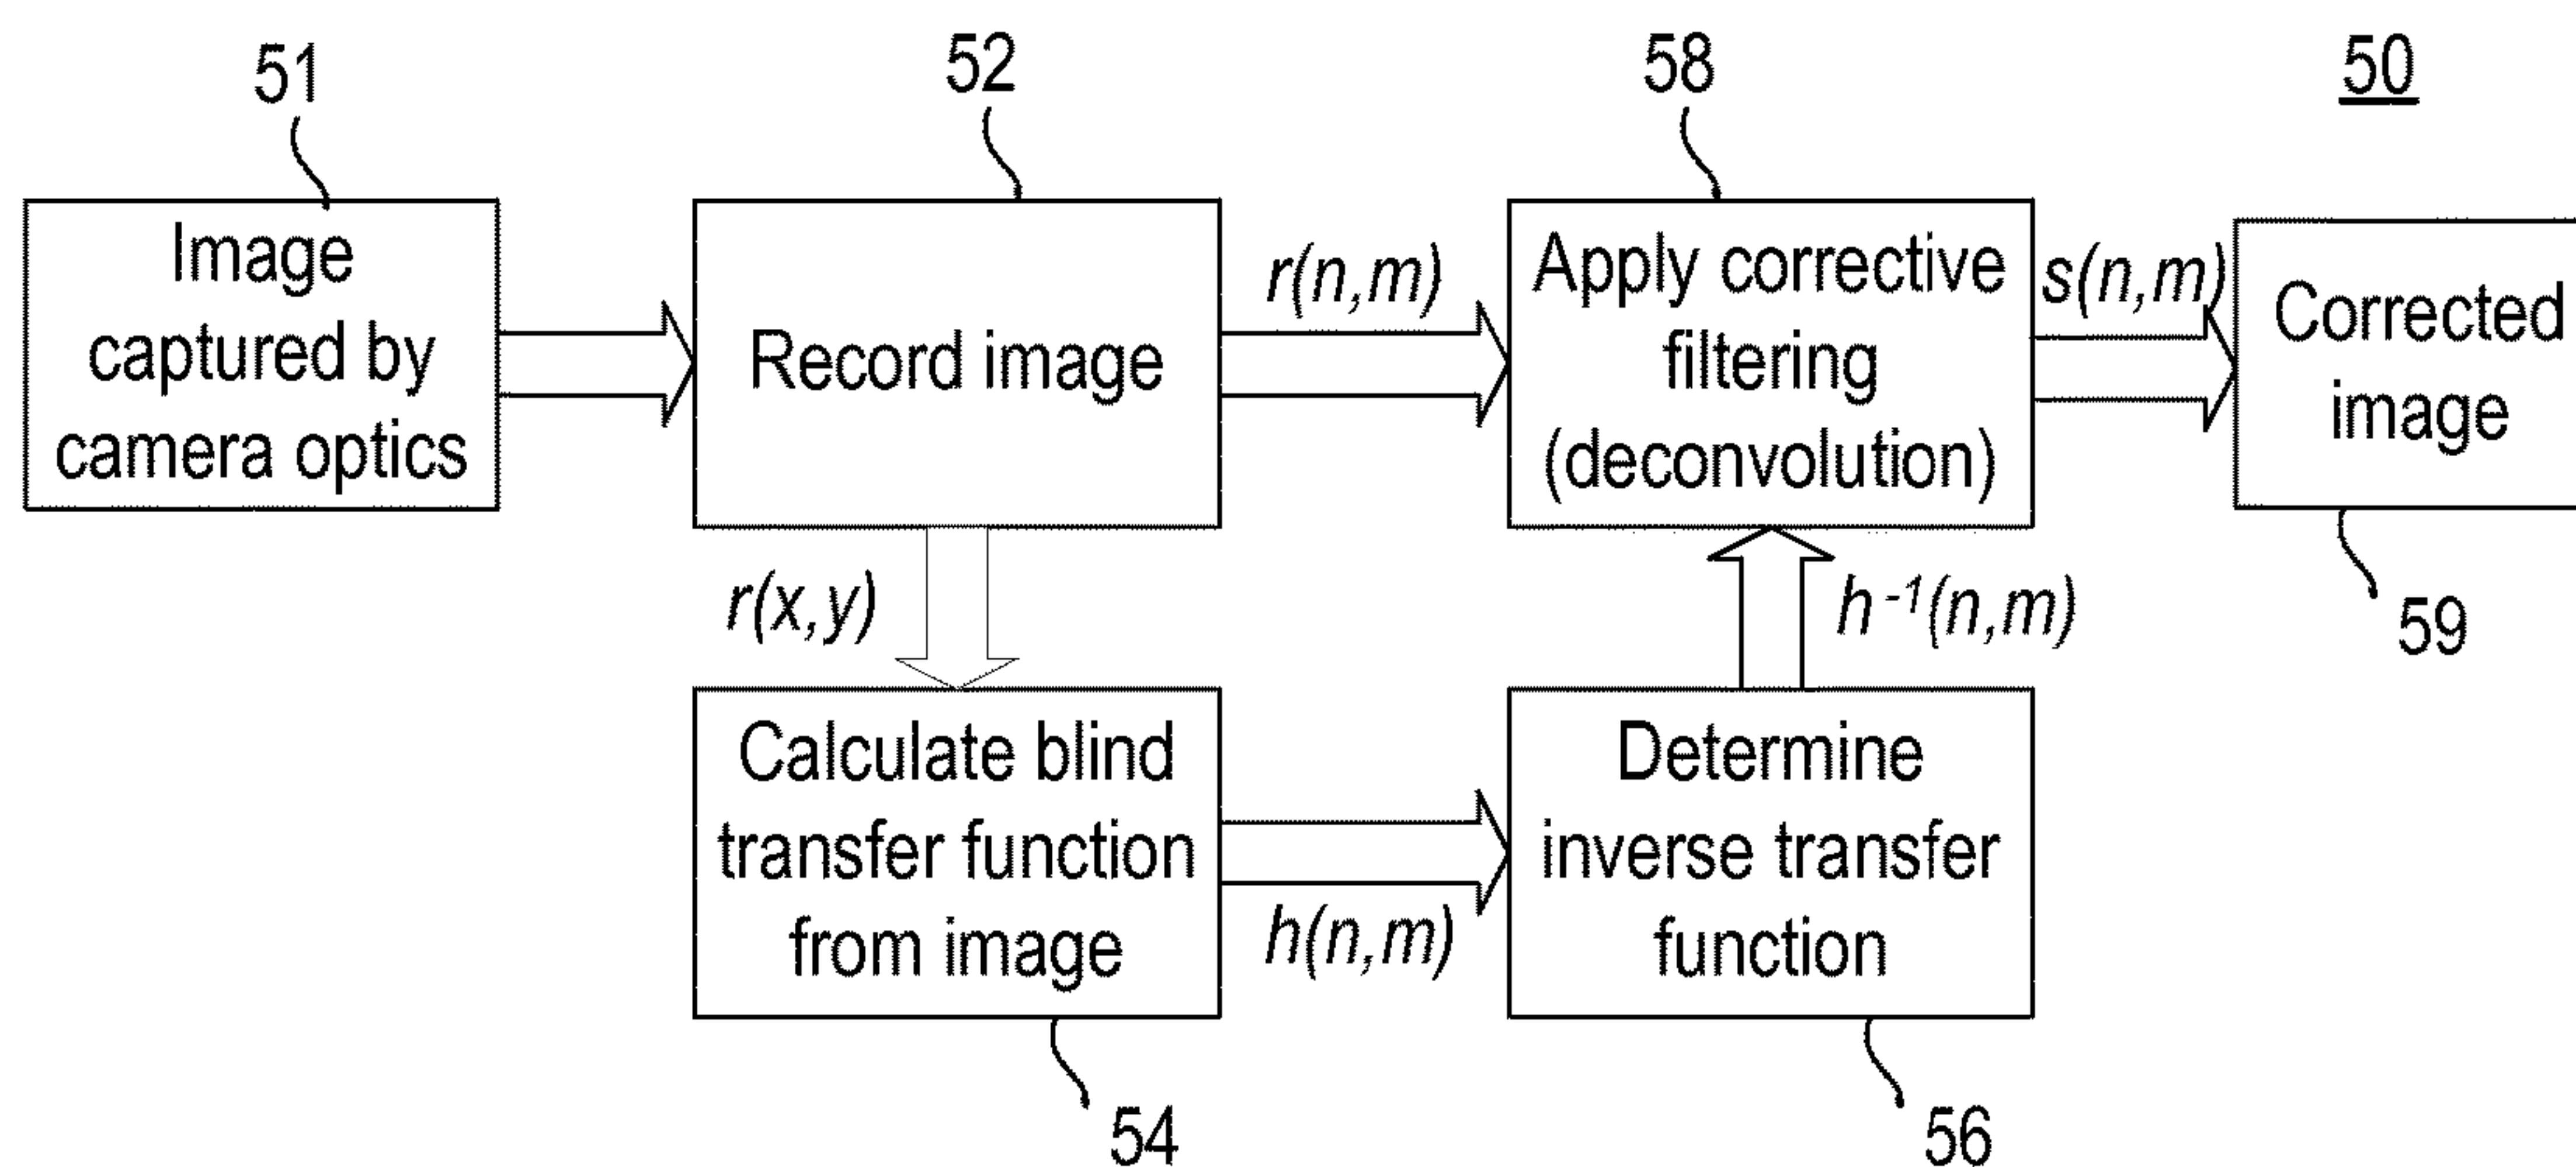 51
52
58
50
Image
captured by
camera optics
Record image
r(n,m)
Apply corrective
filtering
(deconvolution)
s(n,m)
Corrected
image
r(x,y)
h⁻¹(n,m)
59
Calculate blind
transfer function
from image
h(n,m)
Determine
inverse transfer
function
54
56